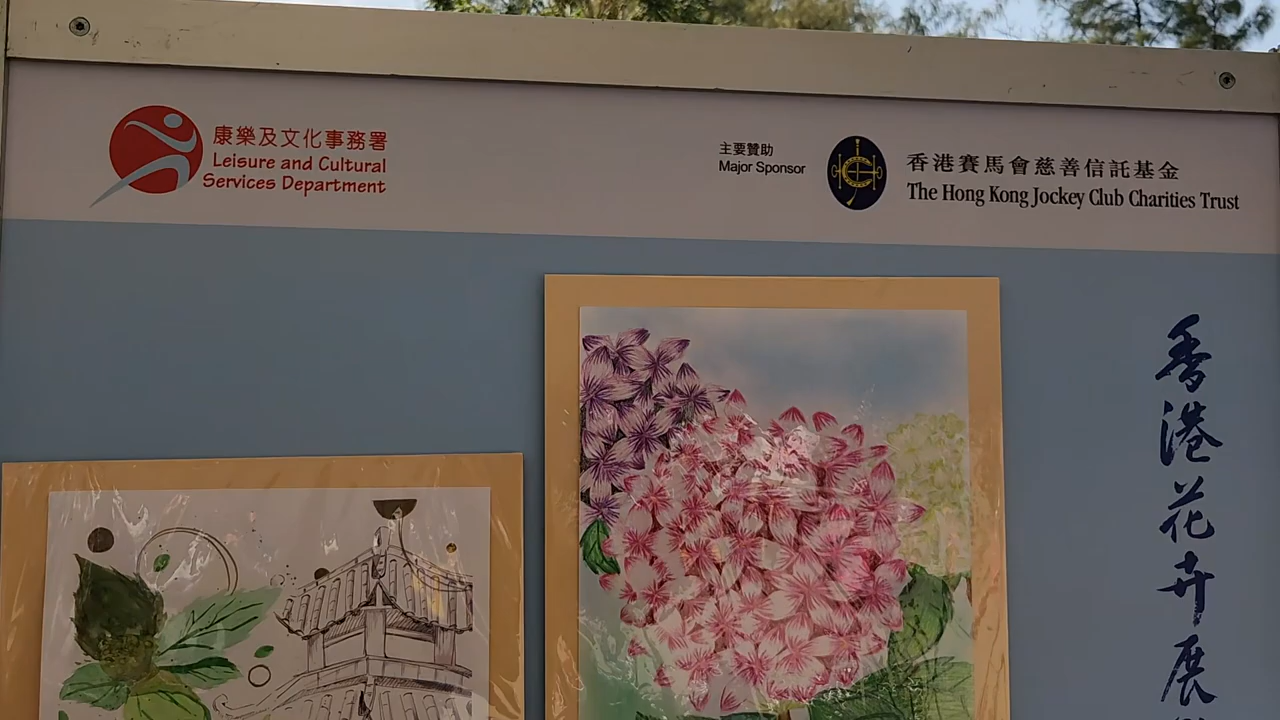 康樂及文化事務署
Leisure and Cultural
Services Department
主要贊助
Major Sponsor
香港賽馬會慈善信託基金
The Hong Kong Jockey Club Charities Trust
香港花卉展